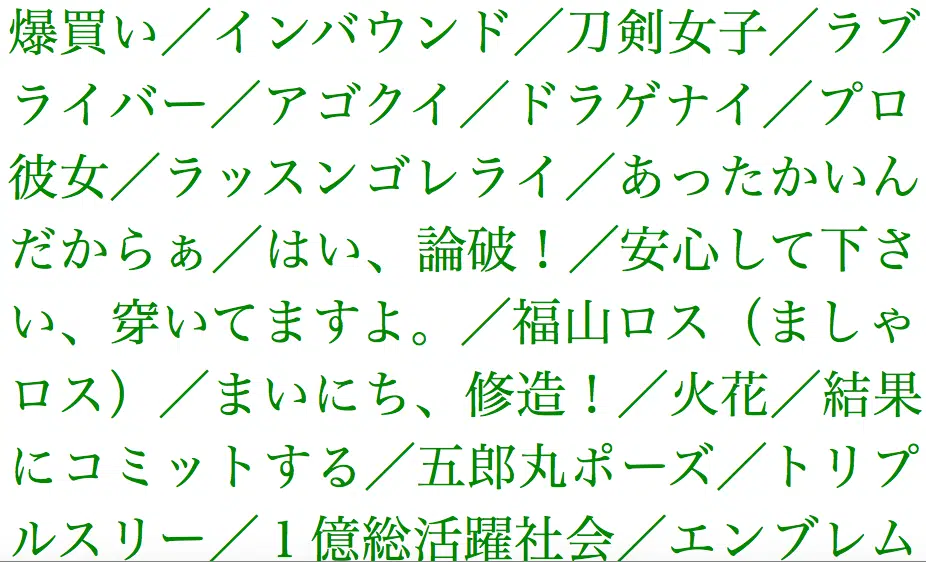 爆買い／インバウンド／刀剣女子／ラブ
ライバー／アゴクイ／ドラゲナイ／プロ
彼女／ラッスンゴレライ／あったかいん
だからぁ／はい、論破！／安心して下さ
い、穿いてますよ。／福山ロス（ましゃ
ロス）／まいにち、修造！／火花／結果
にコミットする／五郎丸ポーズ／トリプ
ルスリー／１億総活躍社会／エンブレム